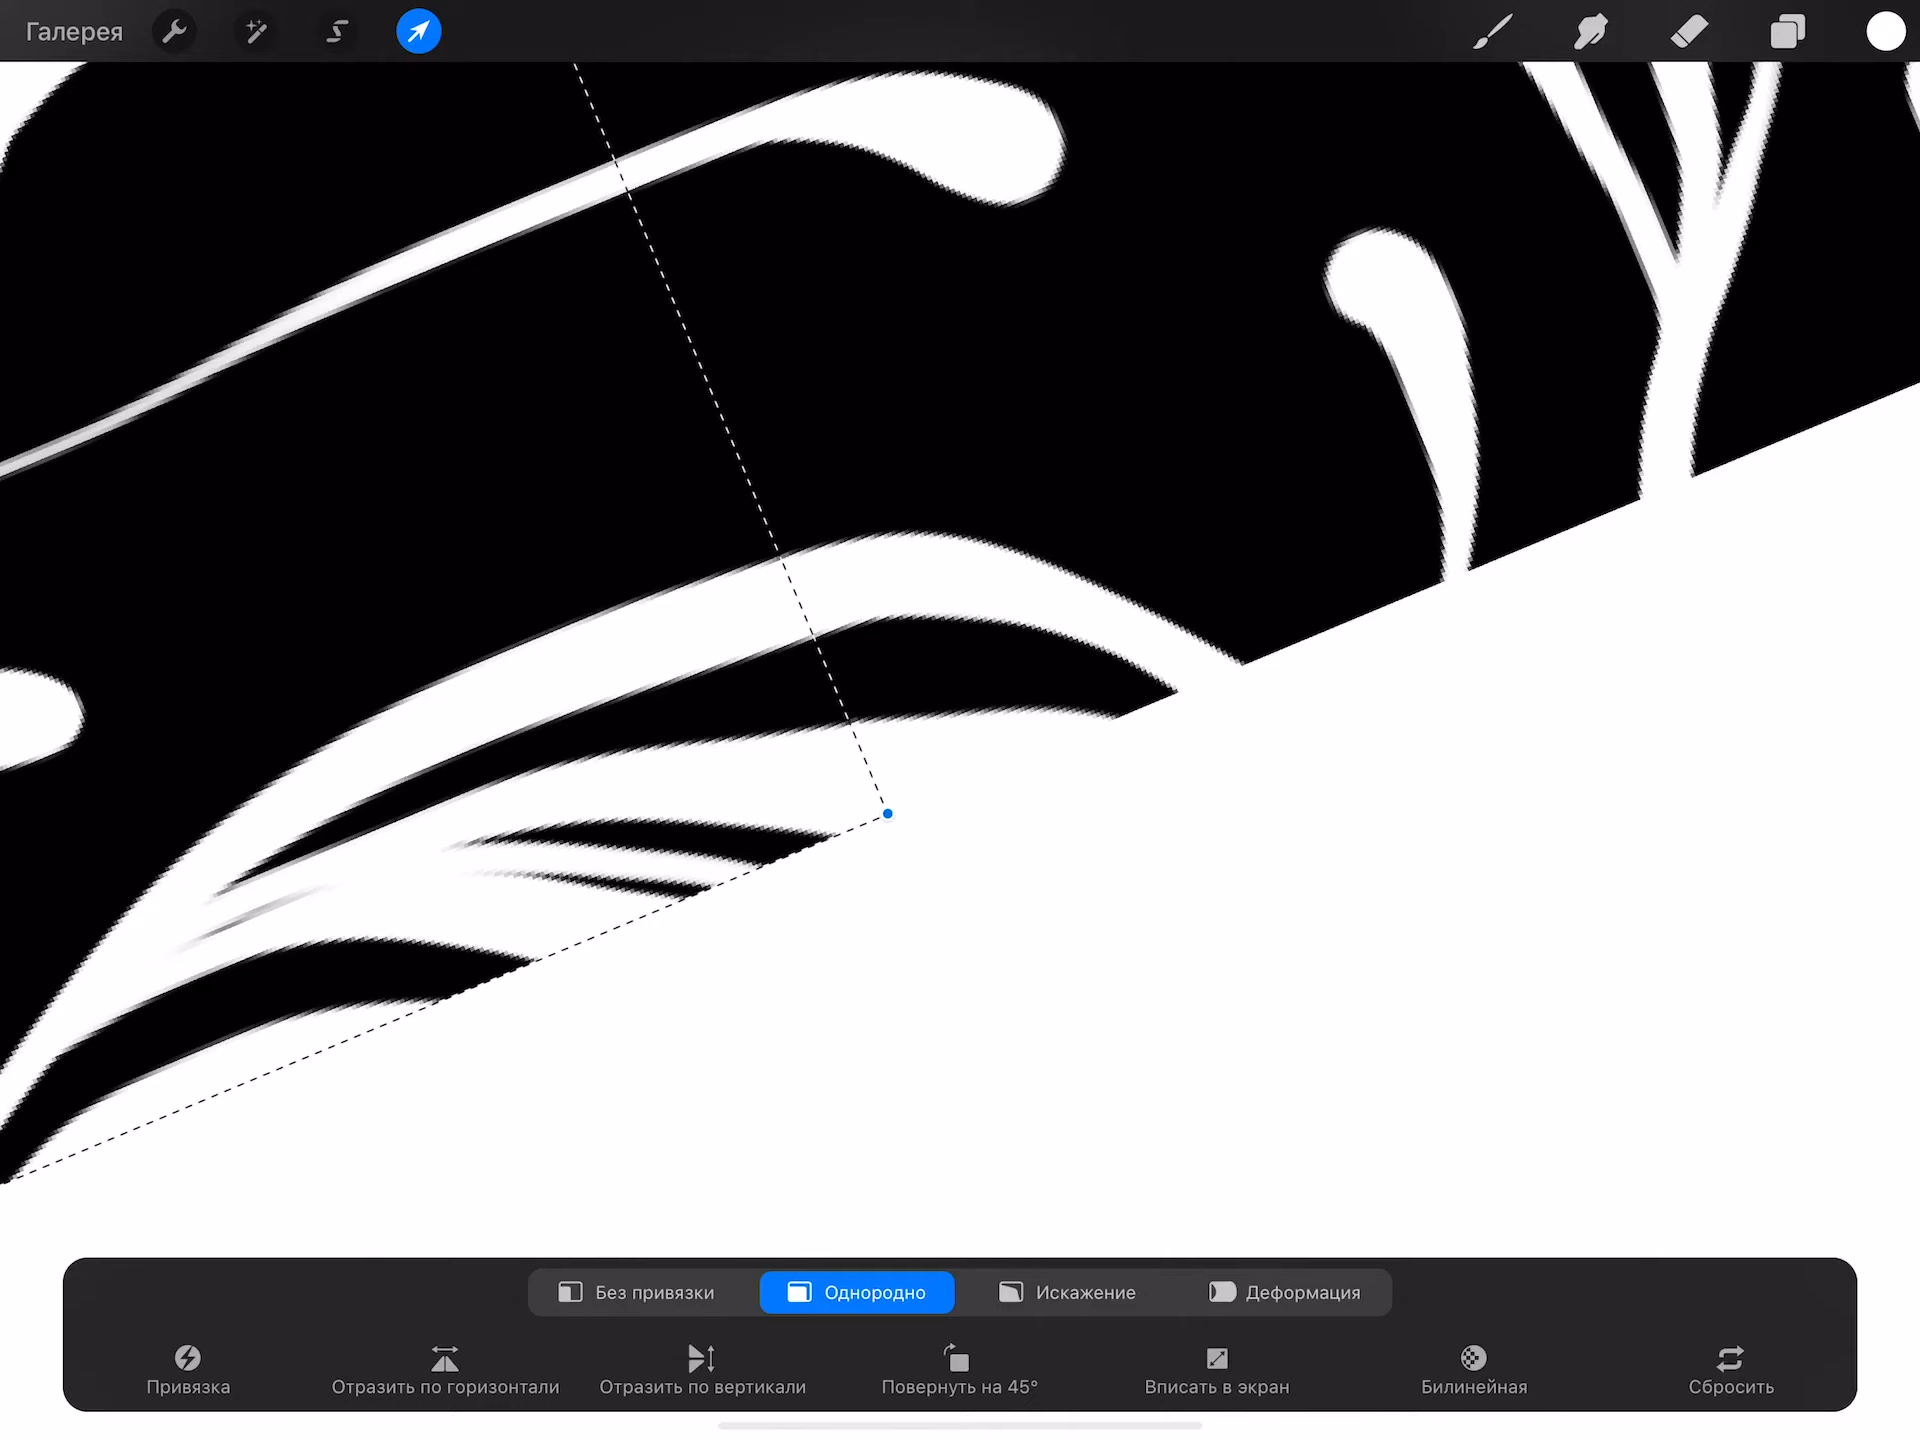 Галерея
Без привязки
Однородно
Искажение
Деформация
Привязка
Отразить по горизонтали
Отразить по вертикали
Повернуть на 45°
Вписать в экран
Билинейная
Сбросить